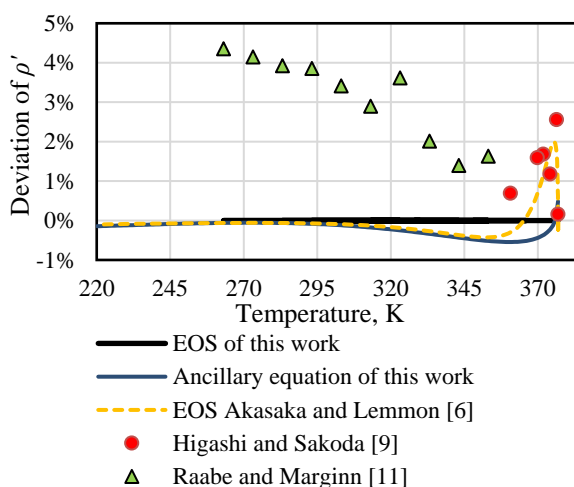 5%
4%
3%
2%
1%
0%
-1%
Deviation of ρ'
220 245 270 295 320 345 370
Temperature, K
EOS of this work
Ancillary equation of this work
EOS Akasaka and Lemmon [6]
Higashi and Sakoda [9]
Raabe and Marginn [11]